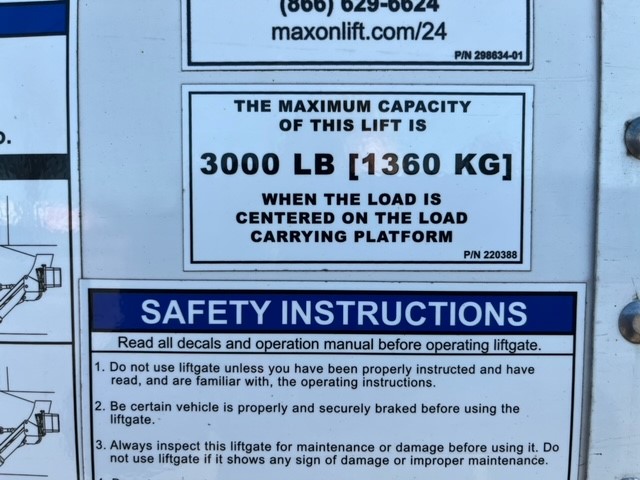 (866) 629-6624
maxonlift.com/24
P/N 298634-01
THE MAXIMUM CAPACITY
OF THIS LIFT IS
3000 LB [1360 KG]
WHEN THE LOAD IS
CENTERED ON THE LOAD
CARRYING PLATFORM
P/N 220388
SAFETY INSTRUCTIONS
Read all decals and operation manual before operating liftgate.
1. Do not use liftgate unless you have been properly instructed and have
read, and are familiar with, the operating instructions.
2. Be certain vehicle is properly and securely braked before using the
liftgate.
3. Always inspect this liftgate for maintenance or damage before using it. Do
not use liftgate if it shows any sign of damage or improper maintenance.